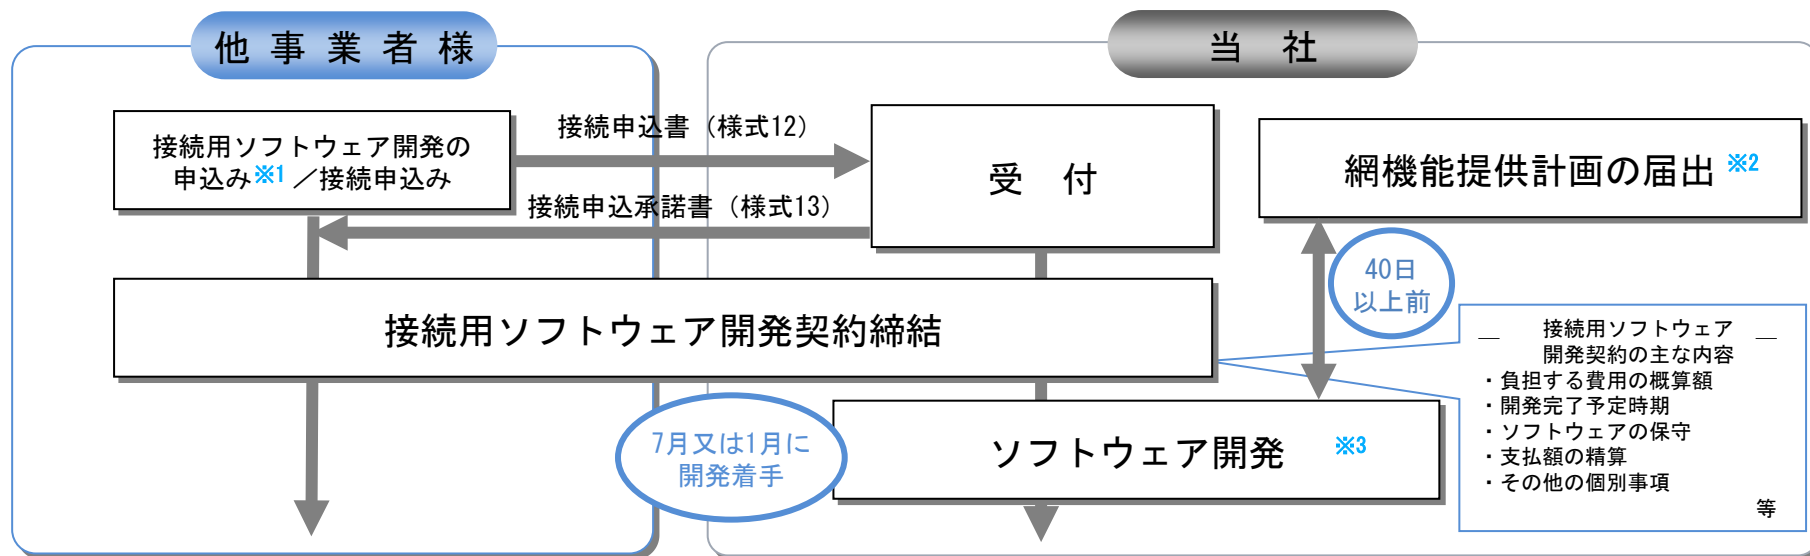 他事業者様
当　社
接続用ソフトウェア開発の
申込み※1／接続申込み
接続申込書（様式12）
受　付
網機能提供計画の届出 ※2
接続申込承諾書（様式13）
40日
以上前
接続用ソフトウェア開発契約締結
― 接続用ソフトウェア ―
開発契約の主な内容
・負担する費用の概算額
・開発完了予定時期
・ソフトウェアの保守
・支払額の精算
・その他の個別事項
等
7月又は1月に
開発着手
ソフトウェア開発 ※3